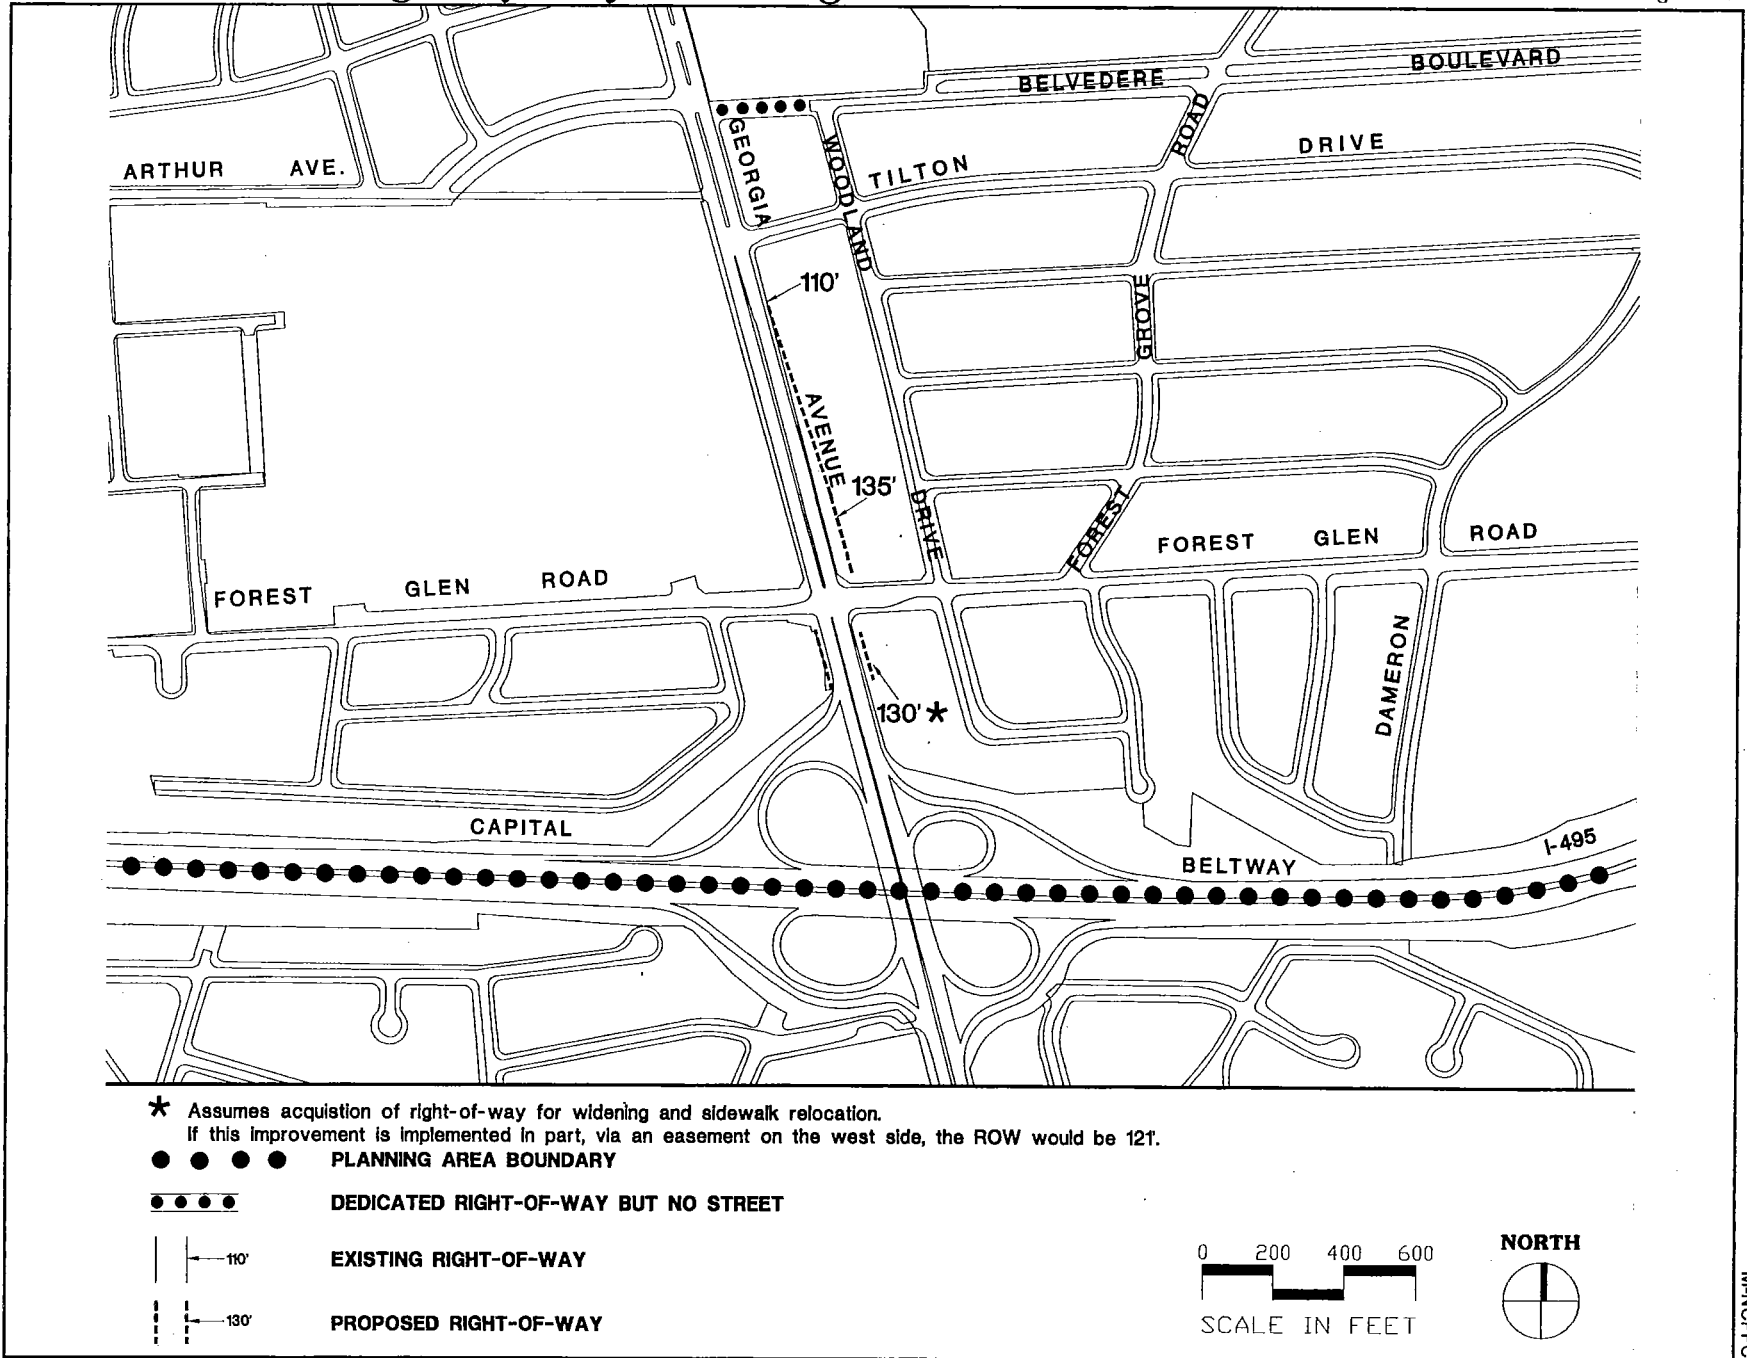 BELVEDERE
BOULEVARD
ROAD
GEORGIA
WOODLAND
TILTON
DRIVE
ARTHUR AVE.
110'
GROVE
AVENUE
135'
DRIVE
FOREST
FOREST GLEN ROAD
FOREST GLEN ROAD
DAMERON
130' *
CAPITAL
BELTWAY
I-495
* Assumes acquistion of right-of-way for widening and sidewalk relocation.
If this improvement is implemented in part, via an easement on the west side, the ROW would be 121'.
PLANNING AREA BOUNDARY
DEDICATED RIGHT-OF-WAY BUT NO STREET
110' EXISTING RIGHT-OF-WAY
130' PROPOSED RIGHT-OF-WAY
0 200 400 600
SCALE IN FEET
NORTH